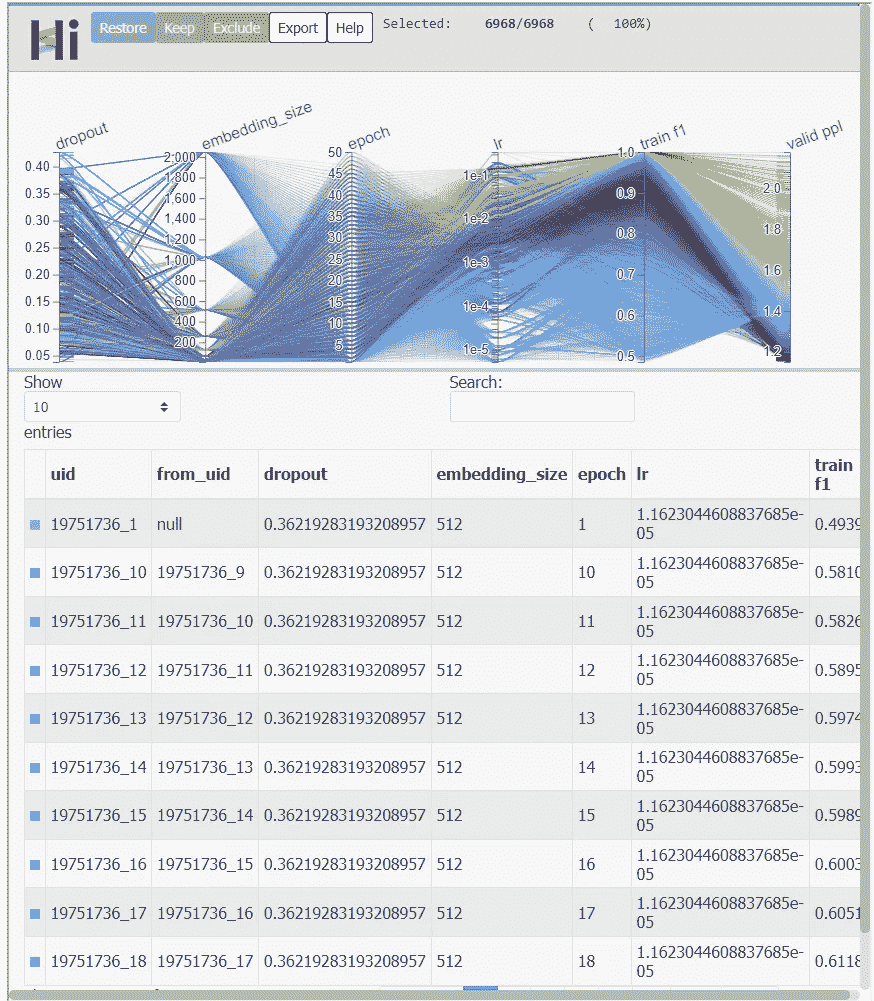 Hi Restore Keep Exclude Export Help Selected: 6968/6968 ( 100%)
dropout embedding_size epoch lr train f1 valid ppl
0.40
0.35
0.30
0.25
0.20
0.15
0.10
0.05
2,000
1,800
1,600
1,400
1,200
1,000
800
600
400
200
50
45
40
35
30
25
20
15
10
5
1e-1
1e-2
1e-3
1e-4
1e-5
1.0
0.9
0.8
0.7
0.6
0.5
2.0
1.8
1.6
1.4
1.2
Show Search:
10
entries
uid from_uid dropout embedding_size epoch lr train
f1
19751736_1 null 0.36219283193208957 512 1 1.1623044608837685e-
05 0.4939
19751736_10 19751736_9 0.36219283193208957 512 10 1.1623044608837685e-
05 0.5810
19751736_11 19751736_10 0.36219283193208957 512 11 1.1623044608837685e-
05 0.5826
19751736_12 19751736_11 0.36219283193208957 512 12 1.1623044608837685e-
05 0.5895
19751736_13 19751736_12 0.36219283193208957 512 13 1.1623044608837685e-
05 0.5974
19751736_14 19751736_13 0.36219283193208957 512 14 1.1623044608837685e-
05 0.5993
19751736_15 19751736_14 0.36219283193208957 512 15 1.1623044608837685e-
05 0.5989
19751736_16 19751736_15 0.36219283193208957 512 16 1.1623044608837685e-
05 0.6003
19751736_17 19751736_16 0.36219283193208957 512 17 1.1623044608837685e-
05 0.6051
19751736_18 19751736_17 0.36219283193208957 512 18 1.1623044608837685e-
05 0.6118